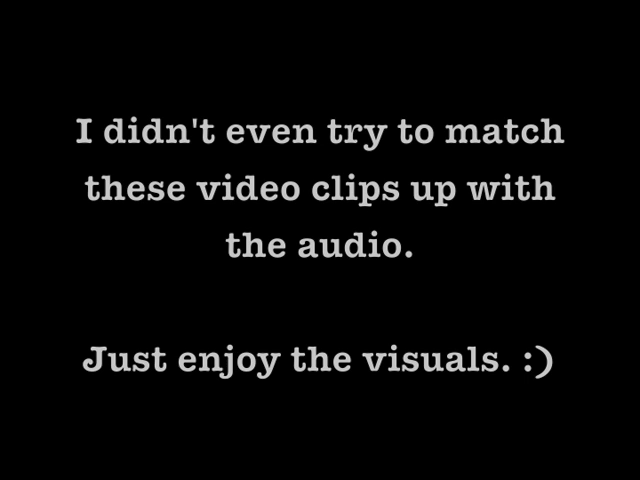 I didn't even try to match
these video clips up with
the audio.
Just enjoy the visuals. :)